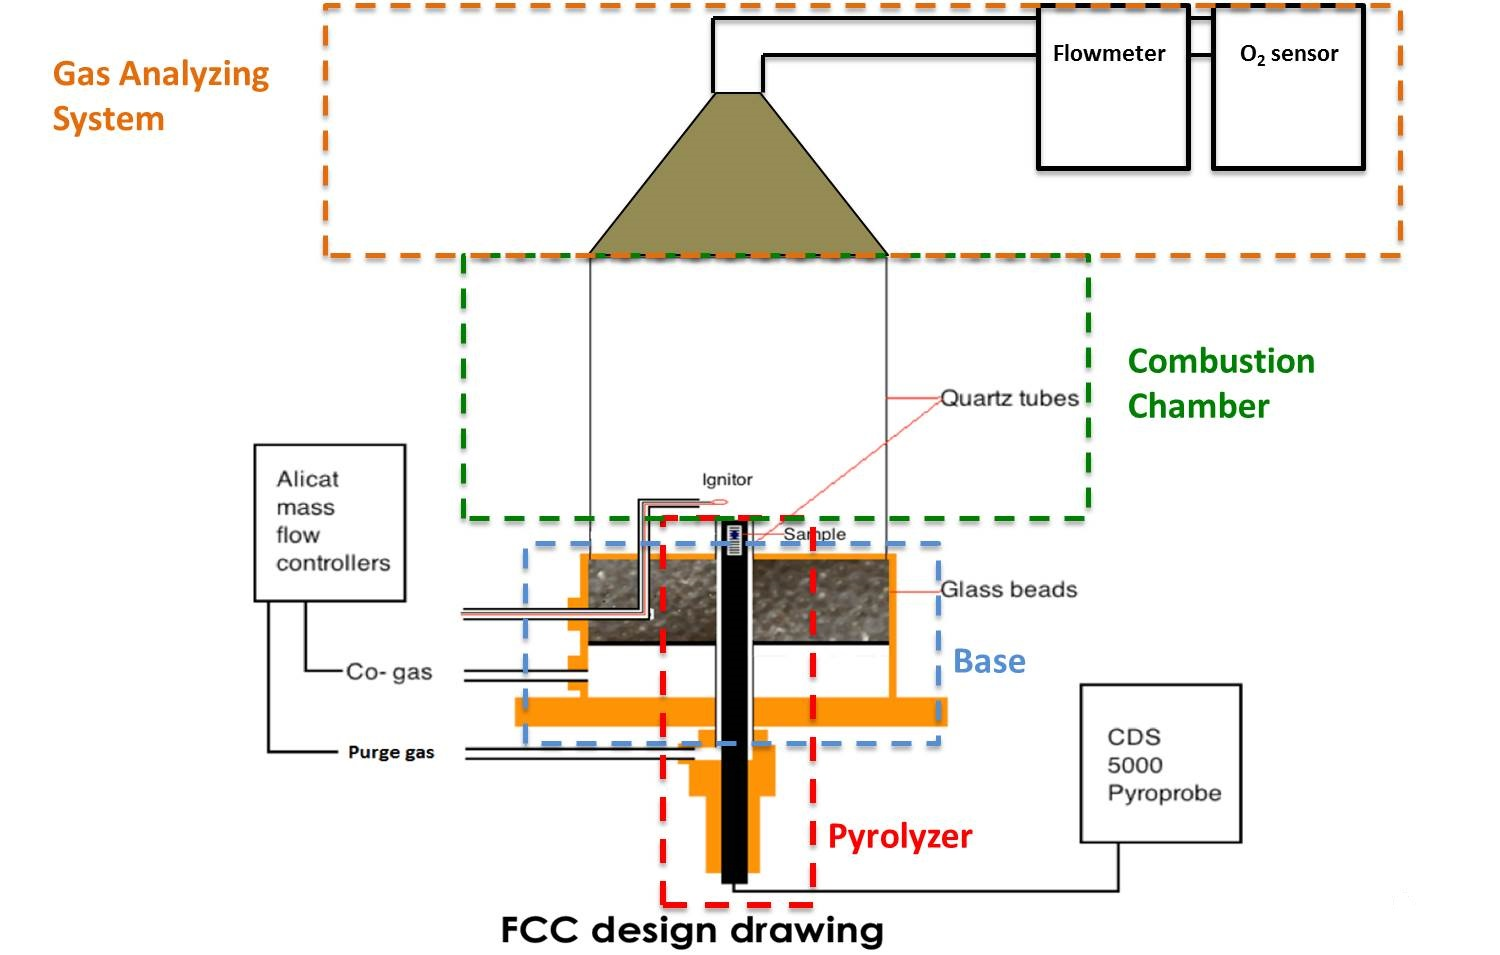 Gas Analyzing
System
Flowmeter
O₂ sensor
Combustion
Chamber
Quartz tubes
Ignitor
Sample
Alicat
mass
flow
controllers
Glass beads
Base
Co- gas
Purge gas
CDS
5000
Pyroprobe
Pyrolyzer
FCC design drawing